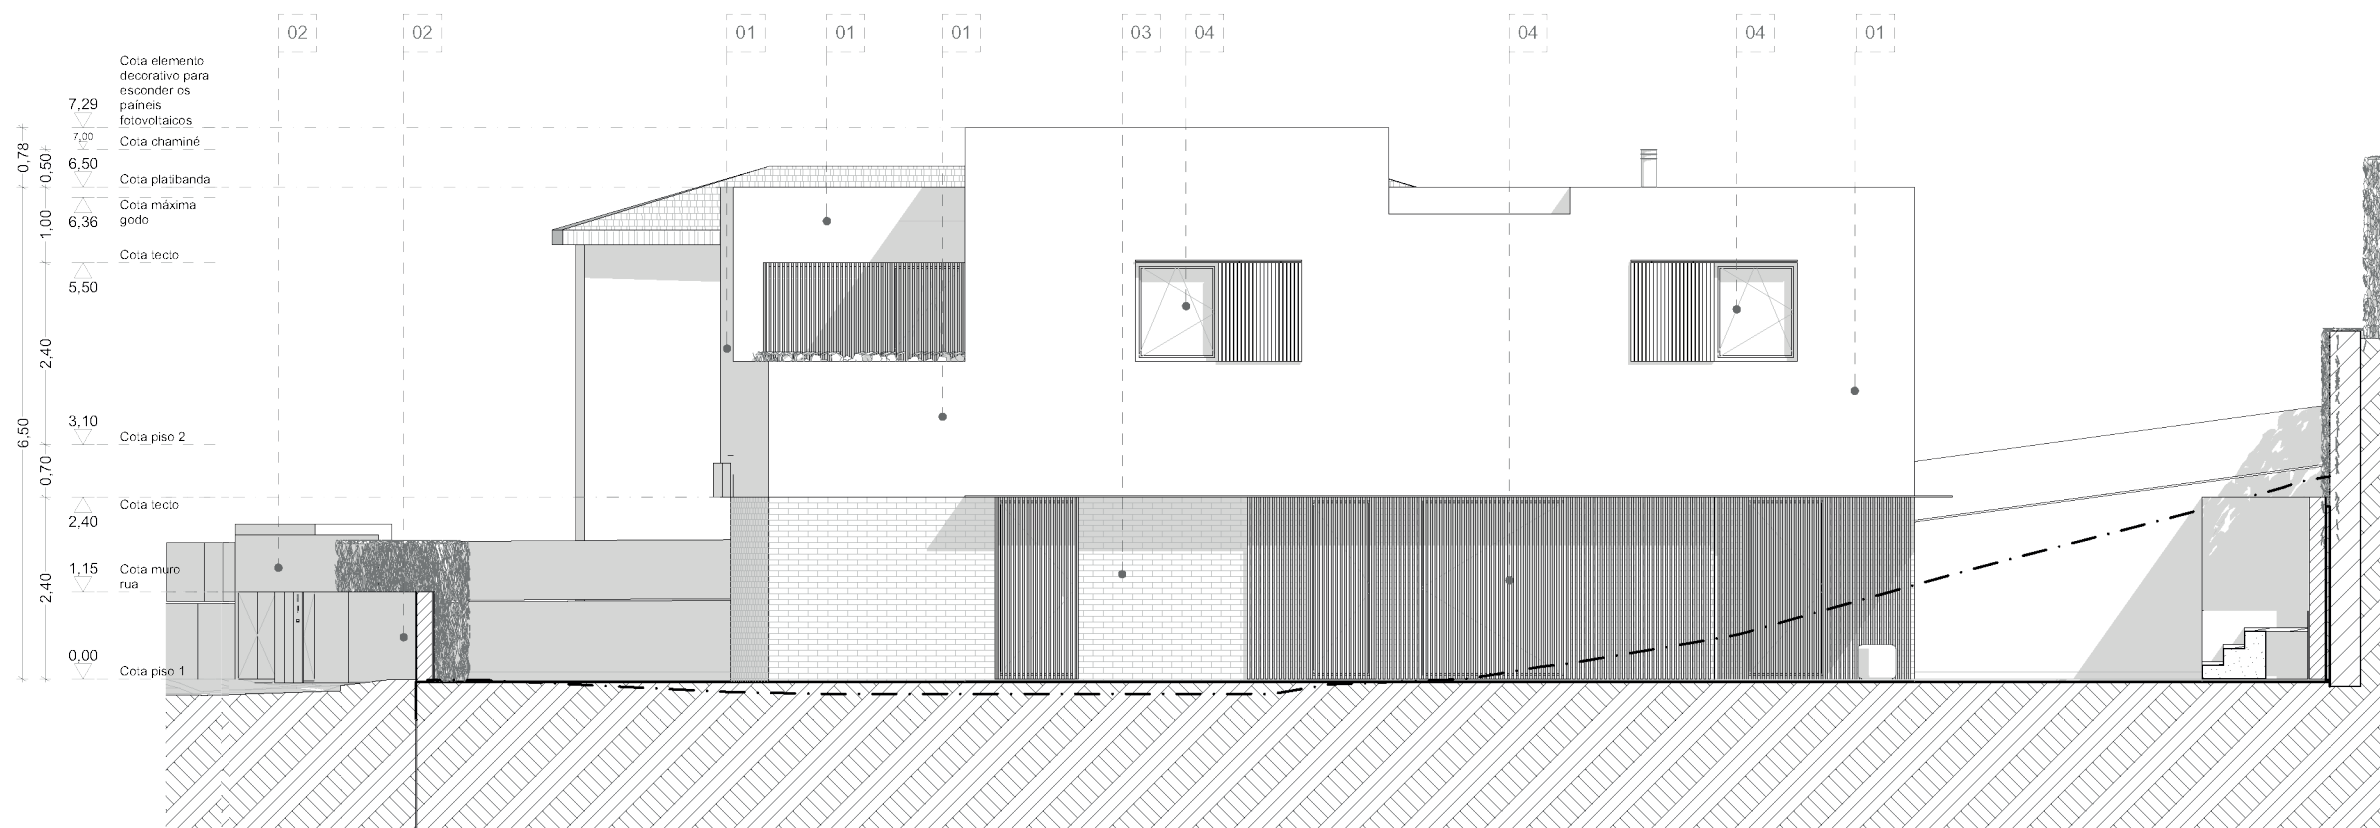 02
02
01
01
01
03
04
04
04
01
Cota elemento
decorativo para
esconder os
paíneis
fotovoltaicos
7,29
7,00
Cota chaminé
6,50
Cota platibanda
Cota máxima
godo
6,36
Cota tecto
5,50
3,10
Cota piso 2
Cota tecto
2,40
1,15
Cota muro
rua
0,00
Cota piso 1
0,78
6,50
0,50
1,00
2,40
0,70
2,40